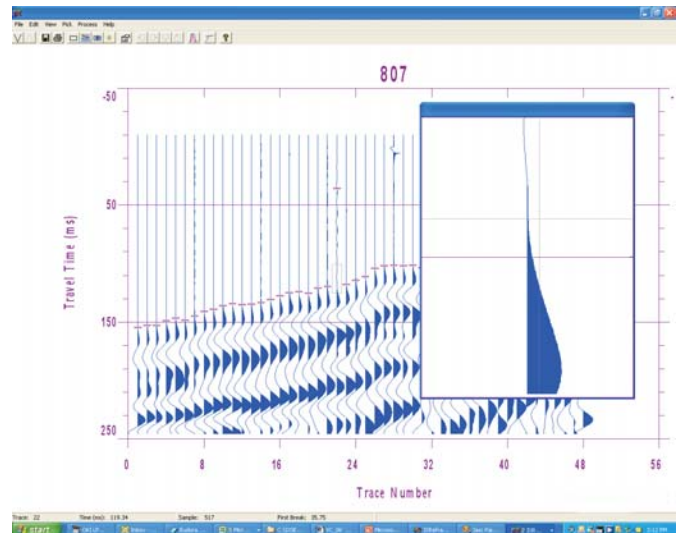 File Edit View Pick Process Help
807
-50
50
150
250
Travel Time (ms)
0 8 16 24 32 40 48 56
Trace Number
Trace: 22 Time (ms): 119.34 Sample: 517 First Break: 35.75
start